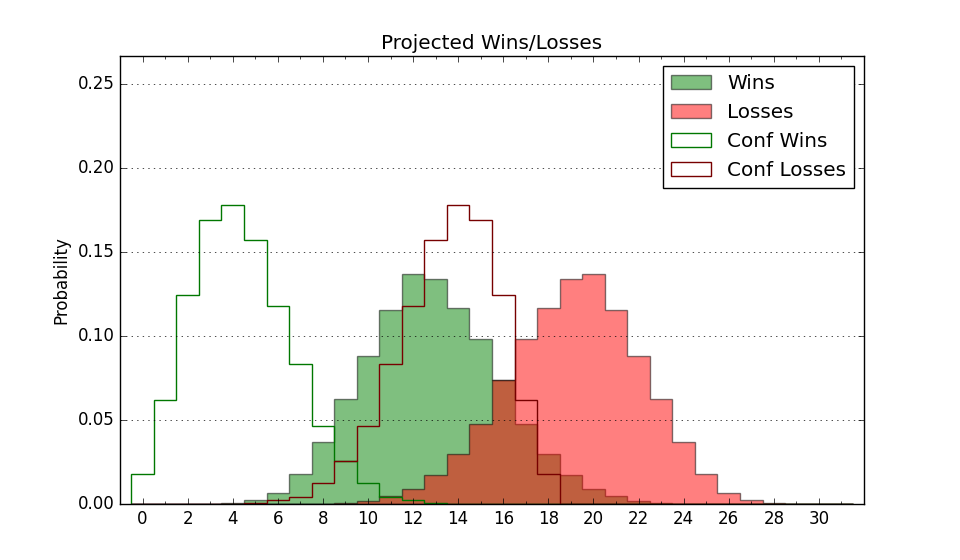 Projected Wins/Losses
0.25
0.20
0.15
0.10
0.05
0.00
Probability
Wins
Losses
Conf Wins
Conf Losses
0 2 4 6 8 10 12 14 16 18 20 22 24 26 28 30